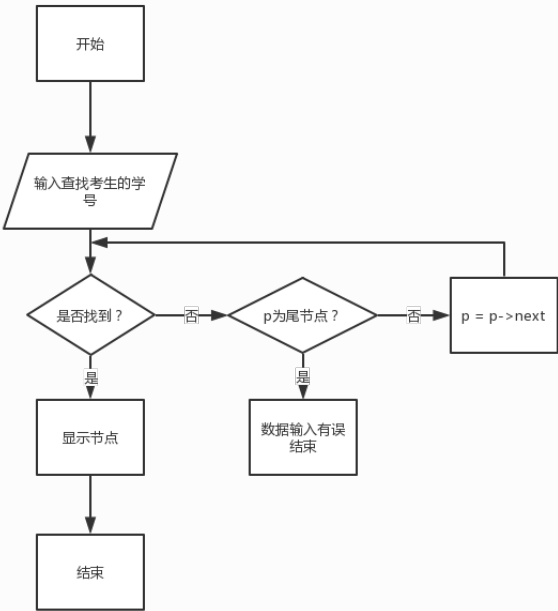 开始
输入查找考生的学
号
是否找到？
否
p为尾节点？
否
p = p->next
是
是
显示节点
数据输入有误
结束
结束